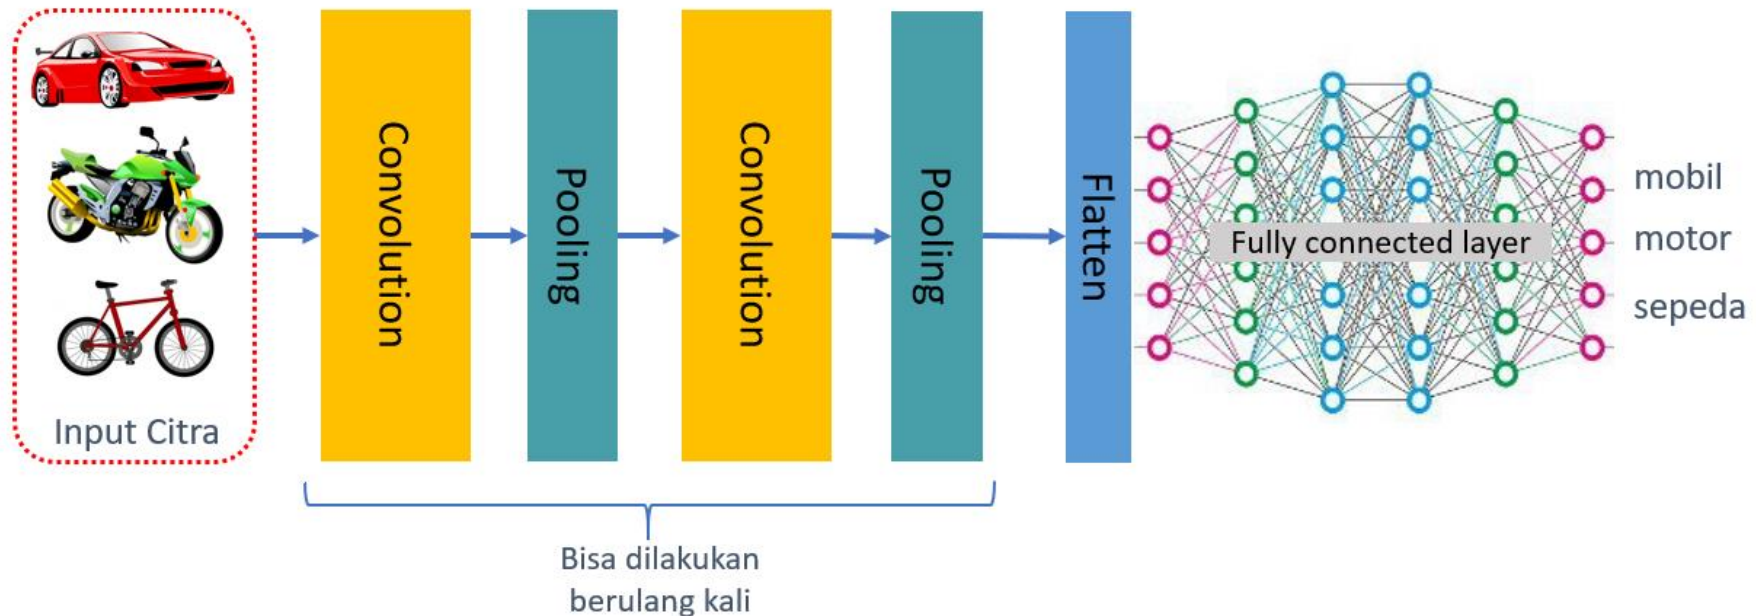 Input Citra
Convolution
Pooling
Convolution
Pooling
Flatten
Fully connected layer
mobil
motor
sepeda
Bisa dilakukan
berulang kali